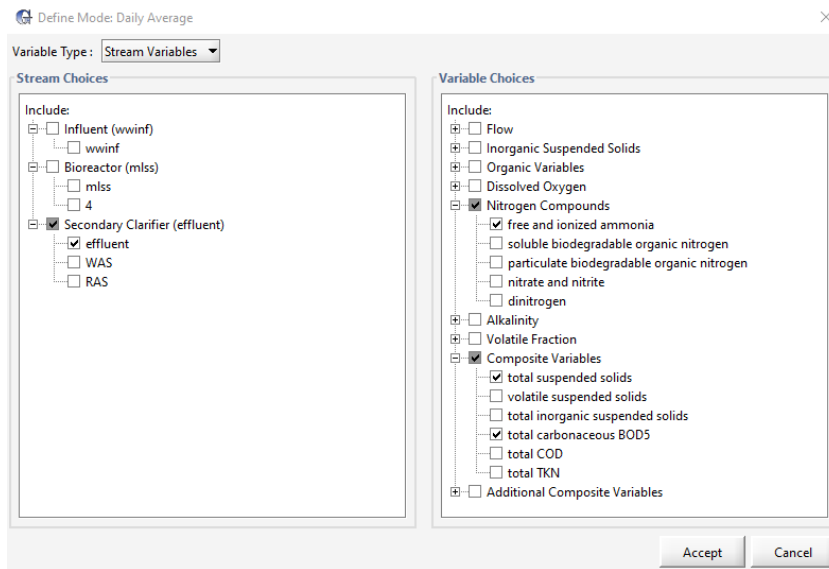 Define Mode: Daily Average
Variable Type : Stream Variables
Stream Choices
Include:
Influent (wwinf)
wwinf
Bioreactor (mlss)
mlss
4
Secondary Clarifier (effluent)
effluent
WAS
RAS
Variable Choices
Include:
Flow
Inorganic Suspended Solids
Organic Variables
Dissolved Oxygen
Nitrogen Compounds
free and ionized ammonia
soluble biodegradable organic nitrogen
particulate biodegradable organic nitrogen
nitrate and nitrite
dinitrogen
Alkalinity
Volatile Fraction
Composite Variables
total suspended solids
volatile suspended solids
total inorganic suspended solids
total carbonaceous BOD5
total COD
total TKN
Additional Composite Variables
Accept Cancel